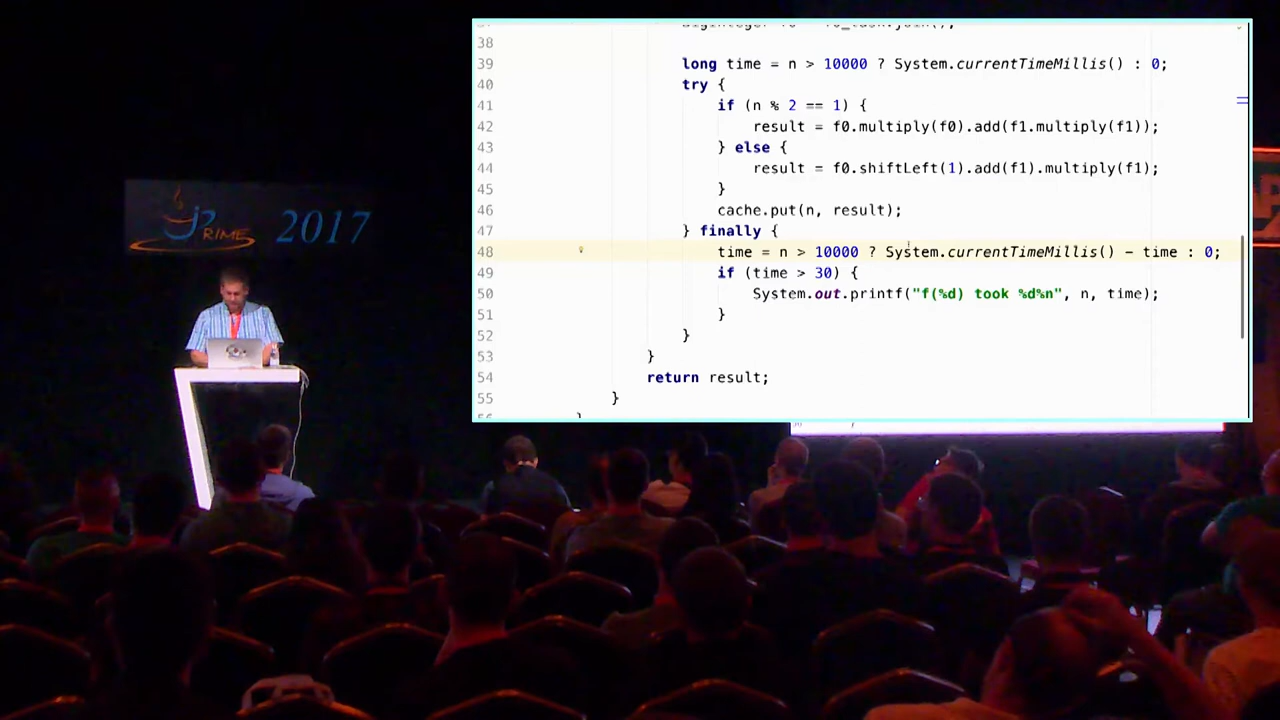 38
39 long time = n > 10000 ? System.currentTimeMillis() : 0;
40 try {
41 if (n % 2 == 1) {
42 result = f0.multiply(f0).add(f1.multiply(f1));
43 } else {
44 result = f0.shiftLeft(1).add(f1).multiply(f1);
45 }
46 cache.put(n, result);
47 } finally {
48 time = n > 10000 ? System.currentTimeMillis() - time : 0;
49 if (time > 30) {
50 System.out.printf("f(%d) took %d%n", n, time);
51 }
52 }
53 }
54 return result;
55 }
JPRIME 2017